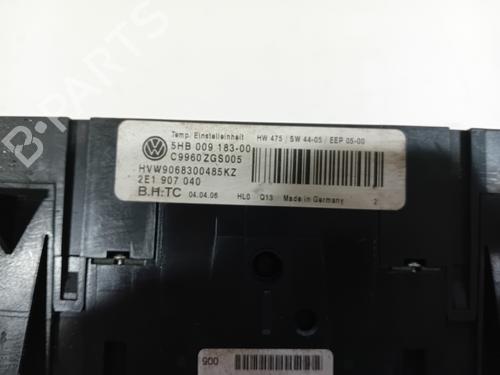 Temp. Einstelleinheit HW 475 / SW 44-05 / EEP 05-00
5HB 009 183-00
C9960ZGS005
HVW9068300485KZ
2E1 907 040
B.H:TC 04.04.06 HL0 Q13 Made in Germany 2
900
B-PARTS